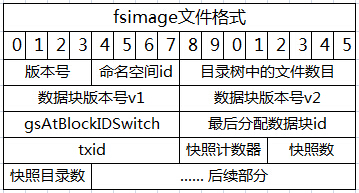 fsimage文件格式
0 1 2 3 4 5 6 7 8 9 0 1 2 3 4 5
版本号 命名空间id 目录树中的文件数目
数据块版本号v1 数据块版本号v2
gsAtBlockIDSwitch 最后分配数据块id
txid 快照计数器 快照数
快照目录数 ...... 后续部分